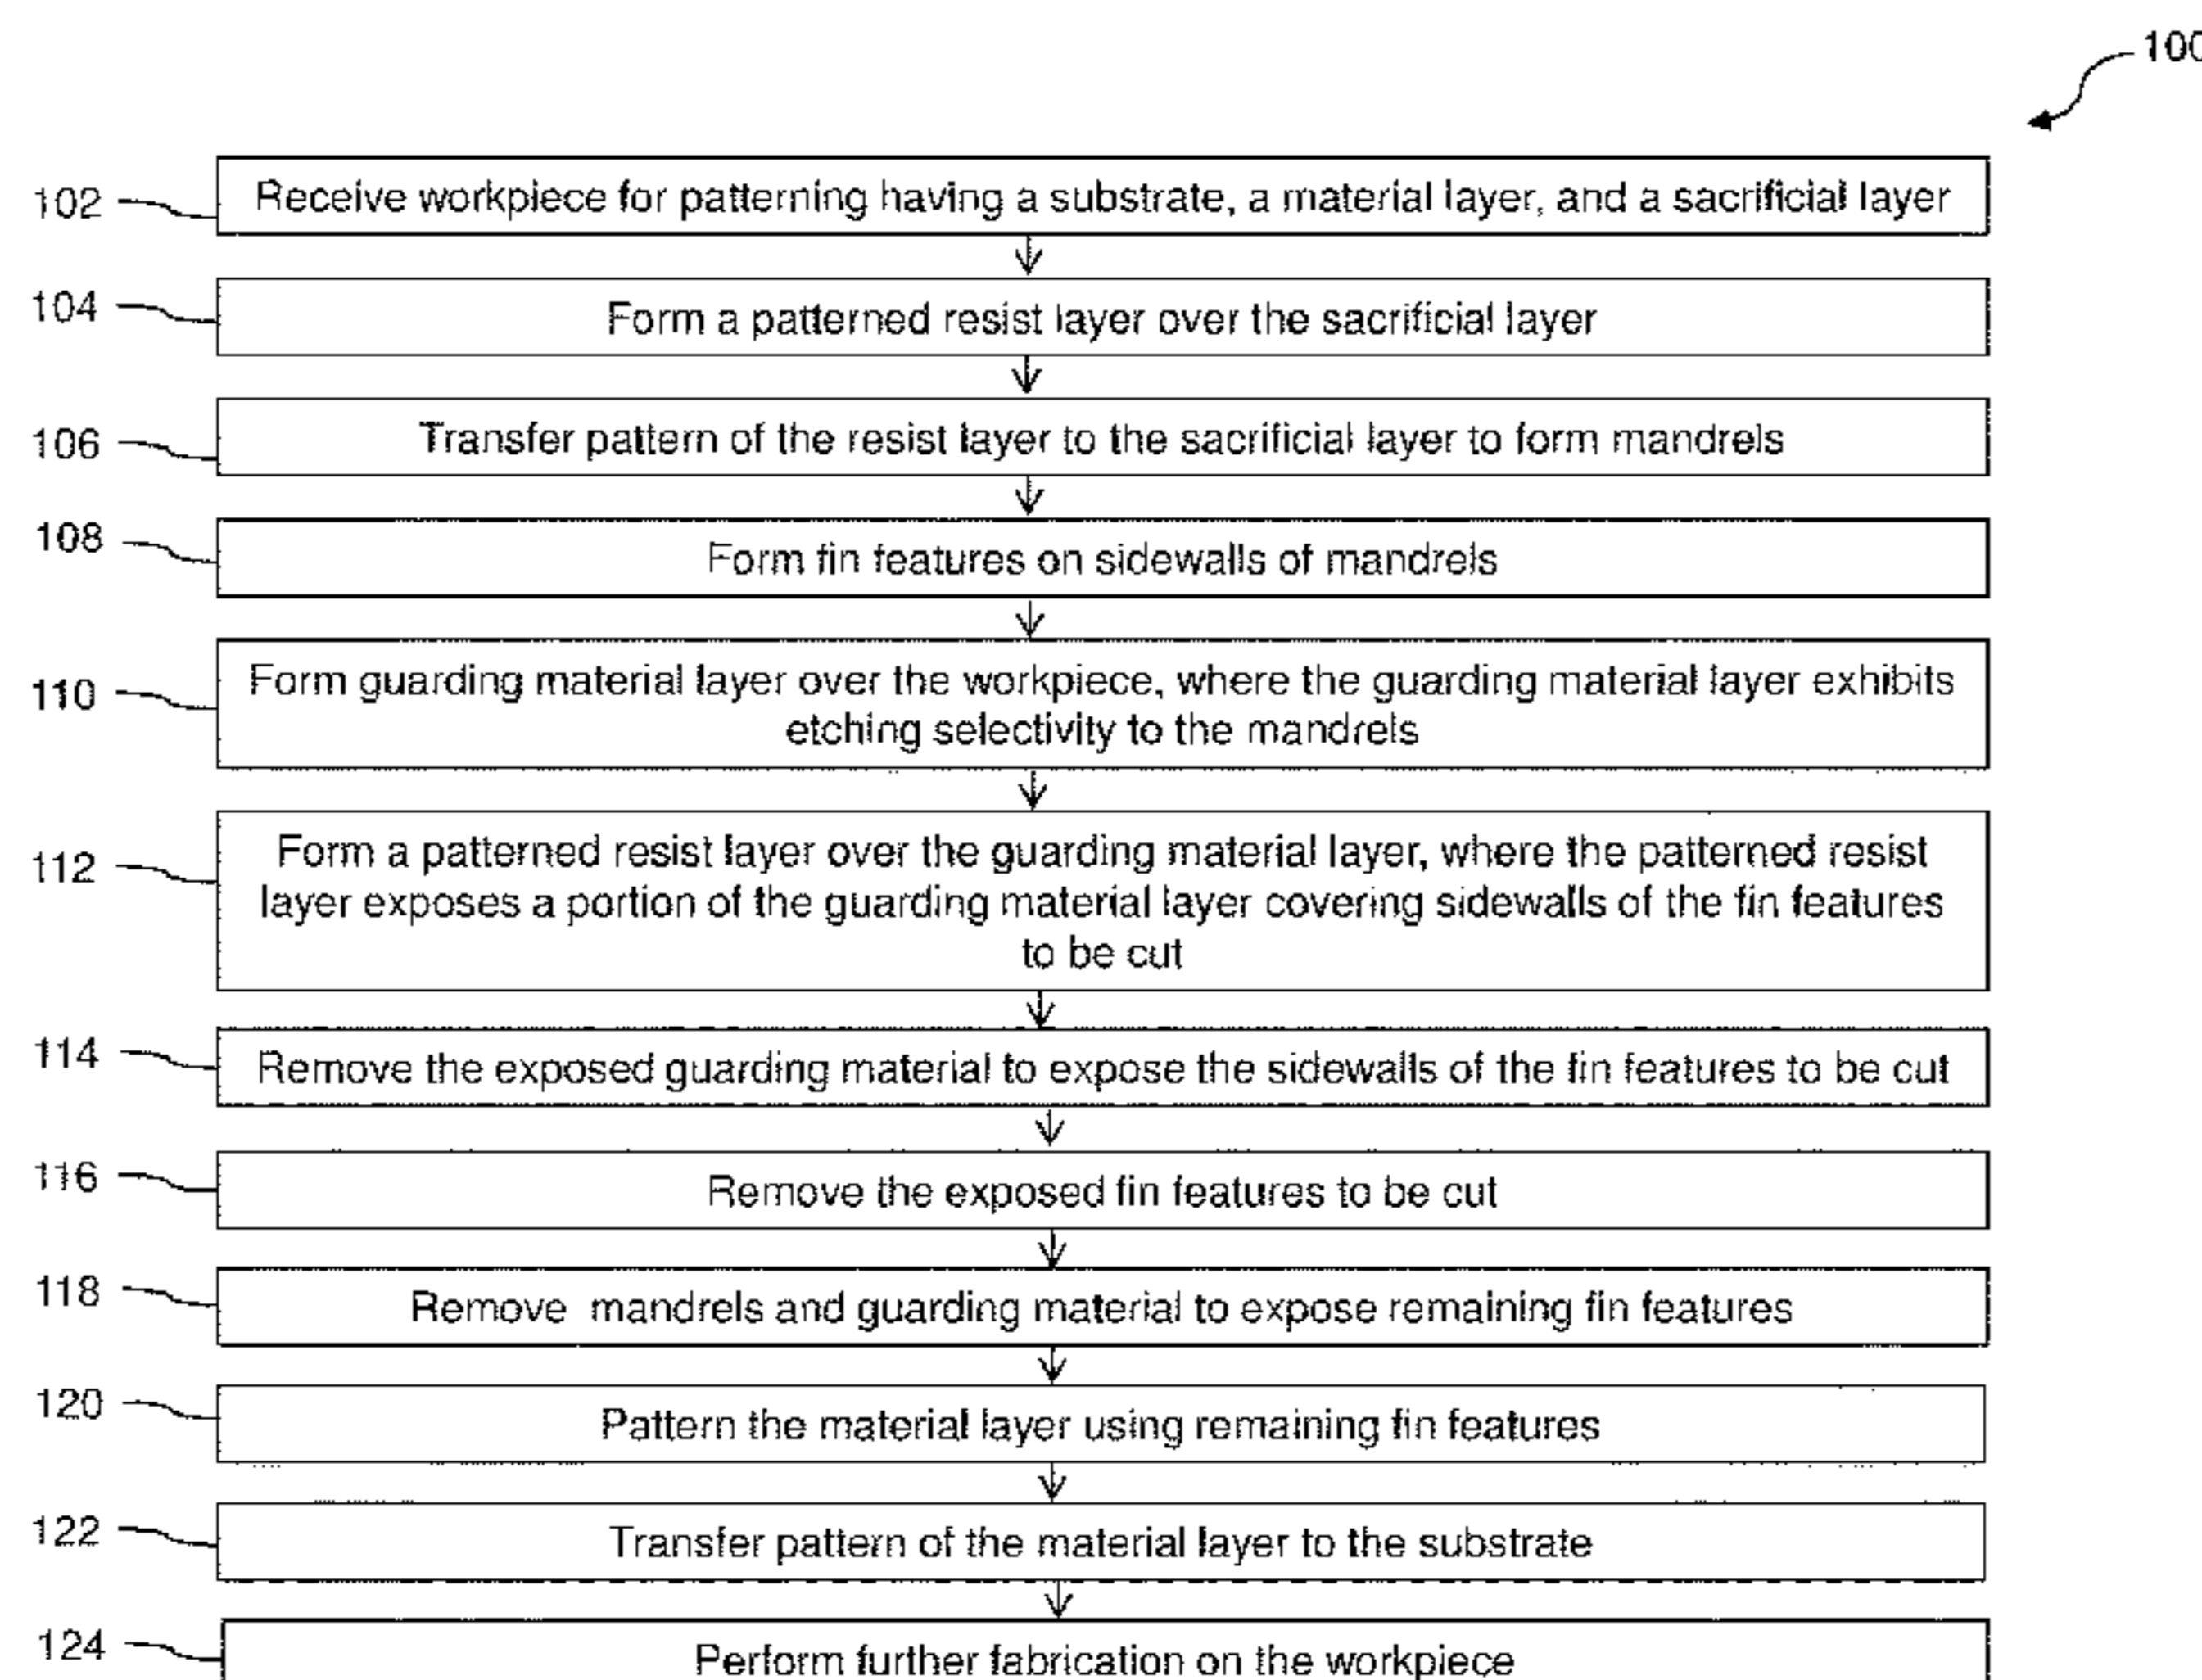 100
102 Receive workpiece for patterning having a substrate, a material layer, and a sacrificial layer
104 Form a patterned resist layer over the sacrificial layer
106 Transfer pattern of the resist layer to the sacrificial layer to form mandrels
108 Form fin features on sidewalls of mandrels
110 Form guarding material layer over the workpiece, where the guarding material layer exhibits
etching selectivity to the mandrels
112 Form a patterned resist layer over the guarding material layer, where the patterned resist
layer exposes a portion of the guarding material layer covering sidewalls of the fin features
to be cut
114 Remove the exposed guarding material to expose the sidewalls of the fin features to be cut
116 Remove the exposed fin features to be cut
118 Remove mandrels and guarding material to expose remaining fin features
120 Pattern the material layer using remaining fin features
122 Transfer pattern of the material layer to the substrate
124 Perform further fabrication on the workpiece